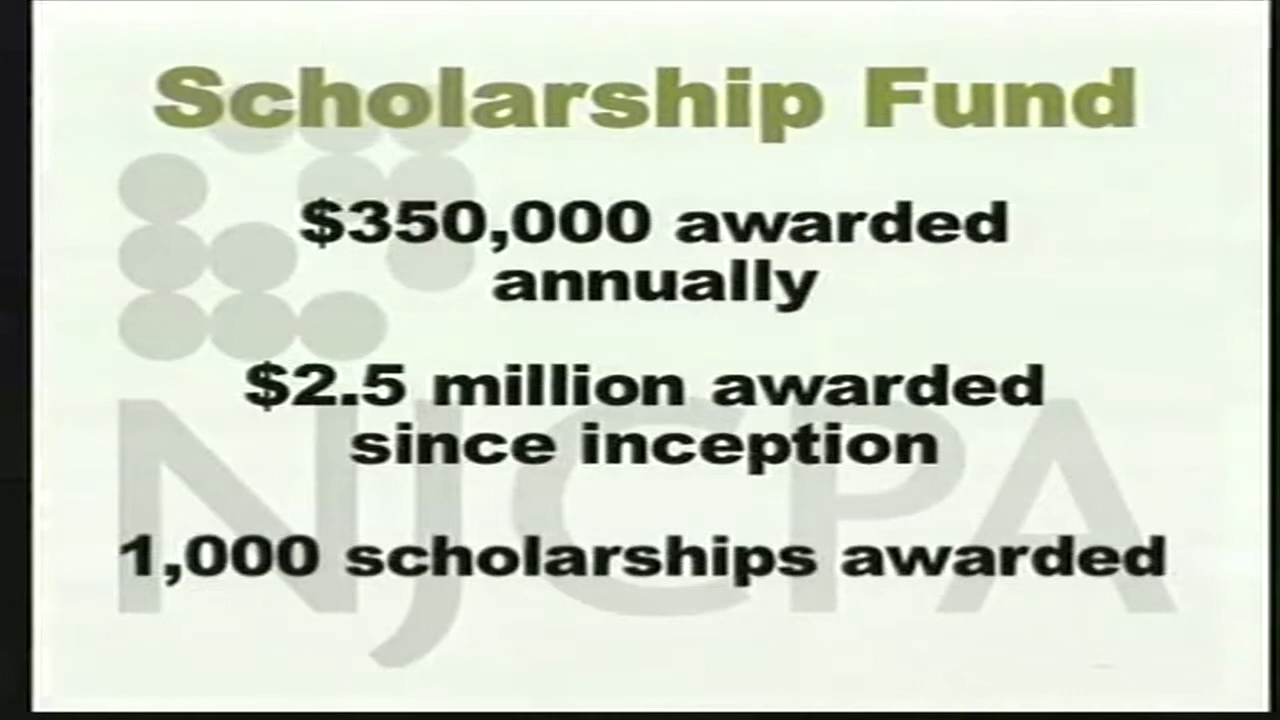 Scholarship Fund
$350,000 awarded
annually
$2.5 million awarded
since inception
NJCPA
1,000 scholarships awarded